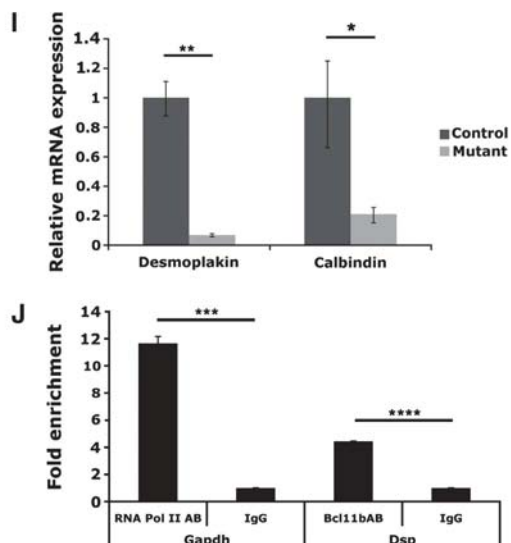 I
Relative mRNA expression
1.4
1.2
1
0.8
0.6
0.4
0.2
0
**
*
Desmoplakin Calbindin
Control
Mutant
J
Fold enrichment
14
12
10
8
6
4
2
0
***
****
RNA Pol II AB IgG Bcl11bAB IgG
Gapdh Dsp